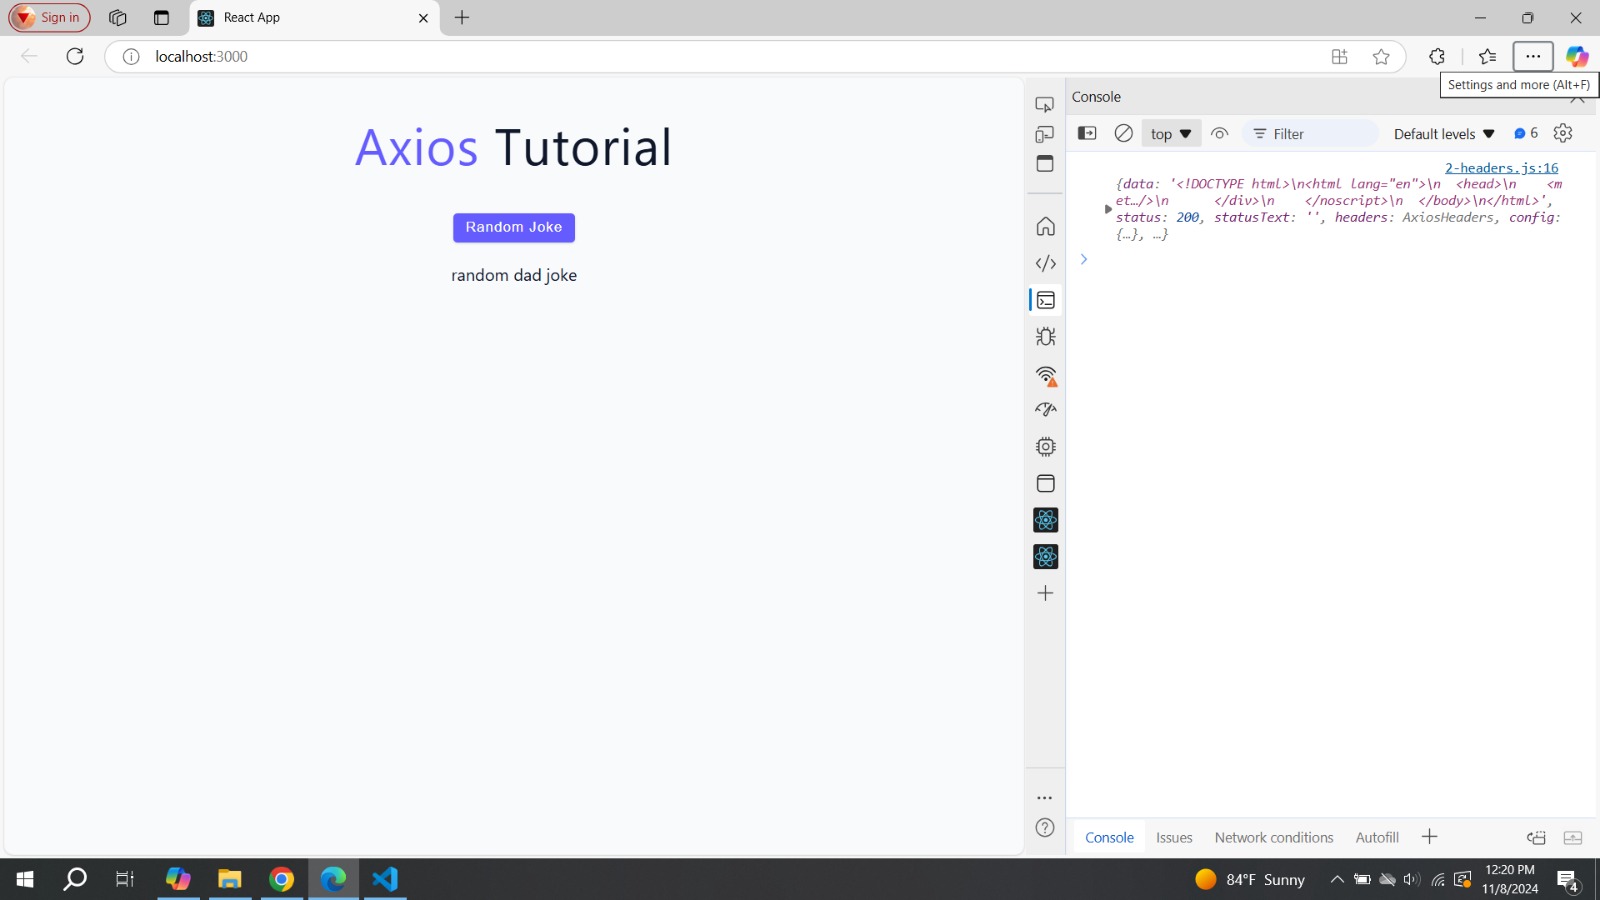 Sign in
React App
localhost:3000
Settings and more (Alt+F)
Axios Tutorial
Random Joke
random dad joke
Console
top
Filter
Default levels
6
2-headers.js:16
{data: '<!DOCTYPE html>\n<html lang="en">\n  <head>\n    <m
et…/>\n      </div>\n    </noscript>\n  </body>\n</html>',
status: 200, statusText: '', headers: AxiosHeaders, config:
{…}, …}
Console
Issues
Network conditions
Autofill
84°F Sunny
12:20 PM
11/8/2024
4